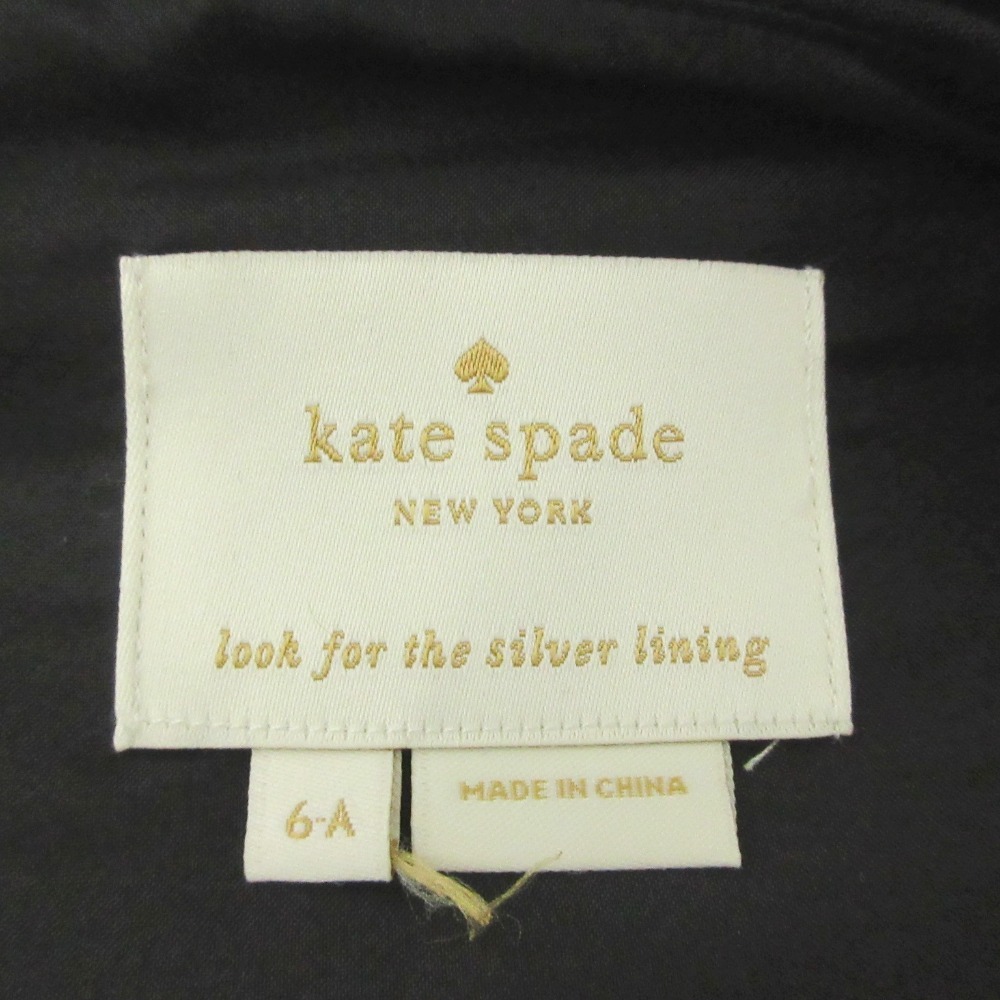 kate spade
NEW YORK
look for the silver lining
6-A
MADE IN CHINA